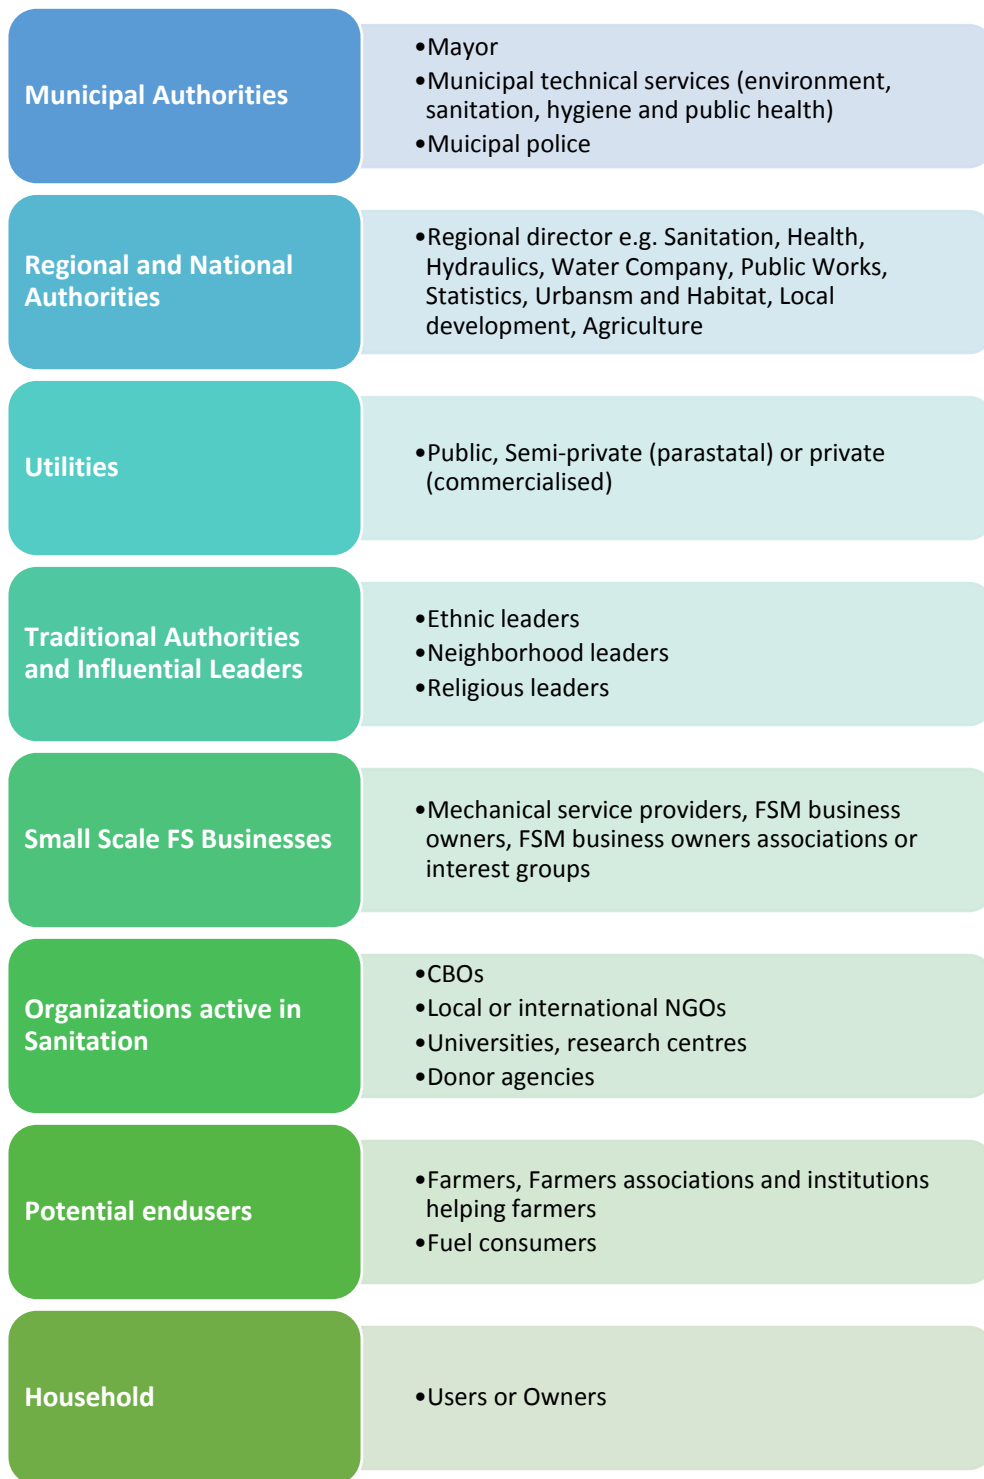 Municipal Authorities
•Mayor
•Municipal technical services (environment,
sanitation, hygiene and public health)
•Muicipal police
Regional and National
Authorities
•Regional director e.g. Sanitation, Health,
Hydraulics, Water Company, Public Works,
Statistics, Urbansm and Habitat, Local
development, Agriculture
Utilities
•Public, Semi-private (parastatal) or private
(commercialised)
Traditional Authorities
and Influential Leaders
•Ethnic leaders
•Neighborhood leaders
•Religious leaders
Small Scale FS Businesses
•Mechanical service providers, FSM business
owners, FSM business owners associations or
interest groups
Organizations active in
Sanitation
•CBOs
•Local or international NGOs
•Universities, research centres
•Donor agencies
Potential endusers
•Farmers, Farmers associations and institutions
helping farmers
•Fuel consumers
Household
•Users or Owners